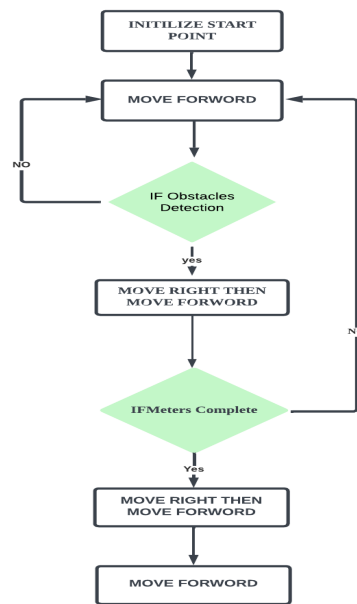 INITILIZE START
POINT
MOVE FORWORD
NO
IF Obstacles
Detection
yes
MOVE RIGHT THEN
MOVE FORWORD
N
IFMeters Complete
Yes
MOVE RIGHT THEN
MOVE FORWORD
MOVE FORWORD